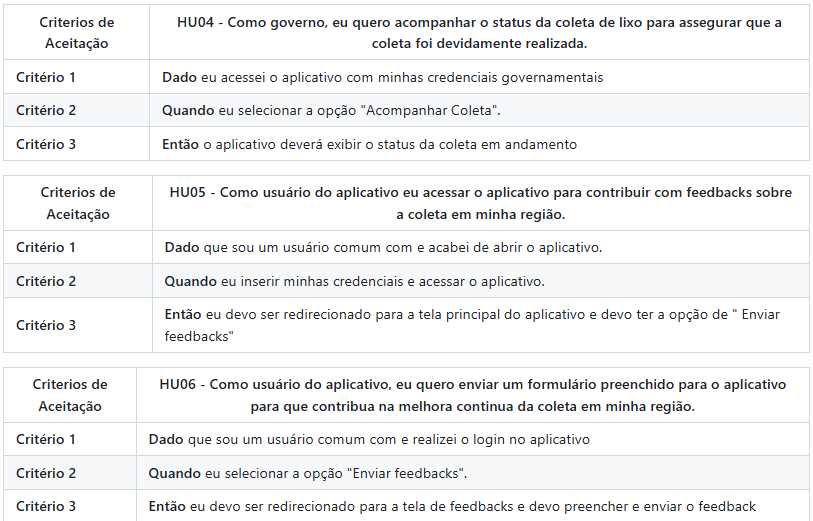 Criterios de
Aceitação
HU04 - Como governo, eu quero acompanhar o status da coleta de lixo para assegurar que a
coleta foi devidamente realizada.
Critério 1
Dado eu acessei o aplicativo com minhas credenciais governamentais
Critério 2
Quando eu selecionar a opção "Acompanhar Coleta".
Critério 3
Então o aplicativo deverá exibir o status da coleta em andamento
Criterios de
Aceitação
HU05 - Como usuário do aplicativo eu acessar o aplicativo para contribuir com feedbacks sobre
a coleta em minha região.
Critério 1
Dado que sou um usuário comum com e acabei de abrir o aplicativo.
Critério 2
Quando eu inserir minhas credenciais e acessar o aplicativo.
Critério 3
Então eu devo ser redirecionado para a tela principal do aplicativo e devo ter a opção de " Enviar
feedbacks"
Criterios de
Aceitação
HU06 - Como usuário do aplicativo, eu quero enviar um formulário preenchido para o aplicativo
para que contribua na melhora continua da coleta em minha região.
Critério 1
Dado que sou um usuário comum com e realizei o login no aplicativo
Critério 2
Quando eu selecionar a opção "Enviar feedbacks".
Critério 3
Então eu devo ser redirecionado para a tela de feedbacks e devo preencher e enviar o feedback